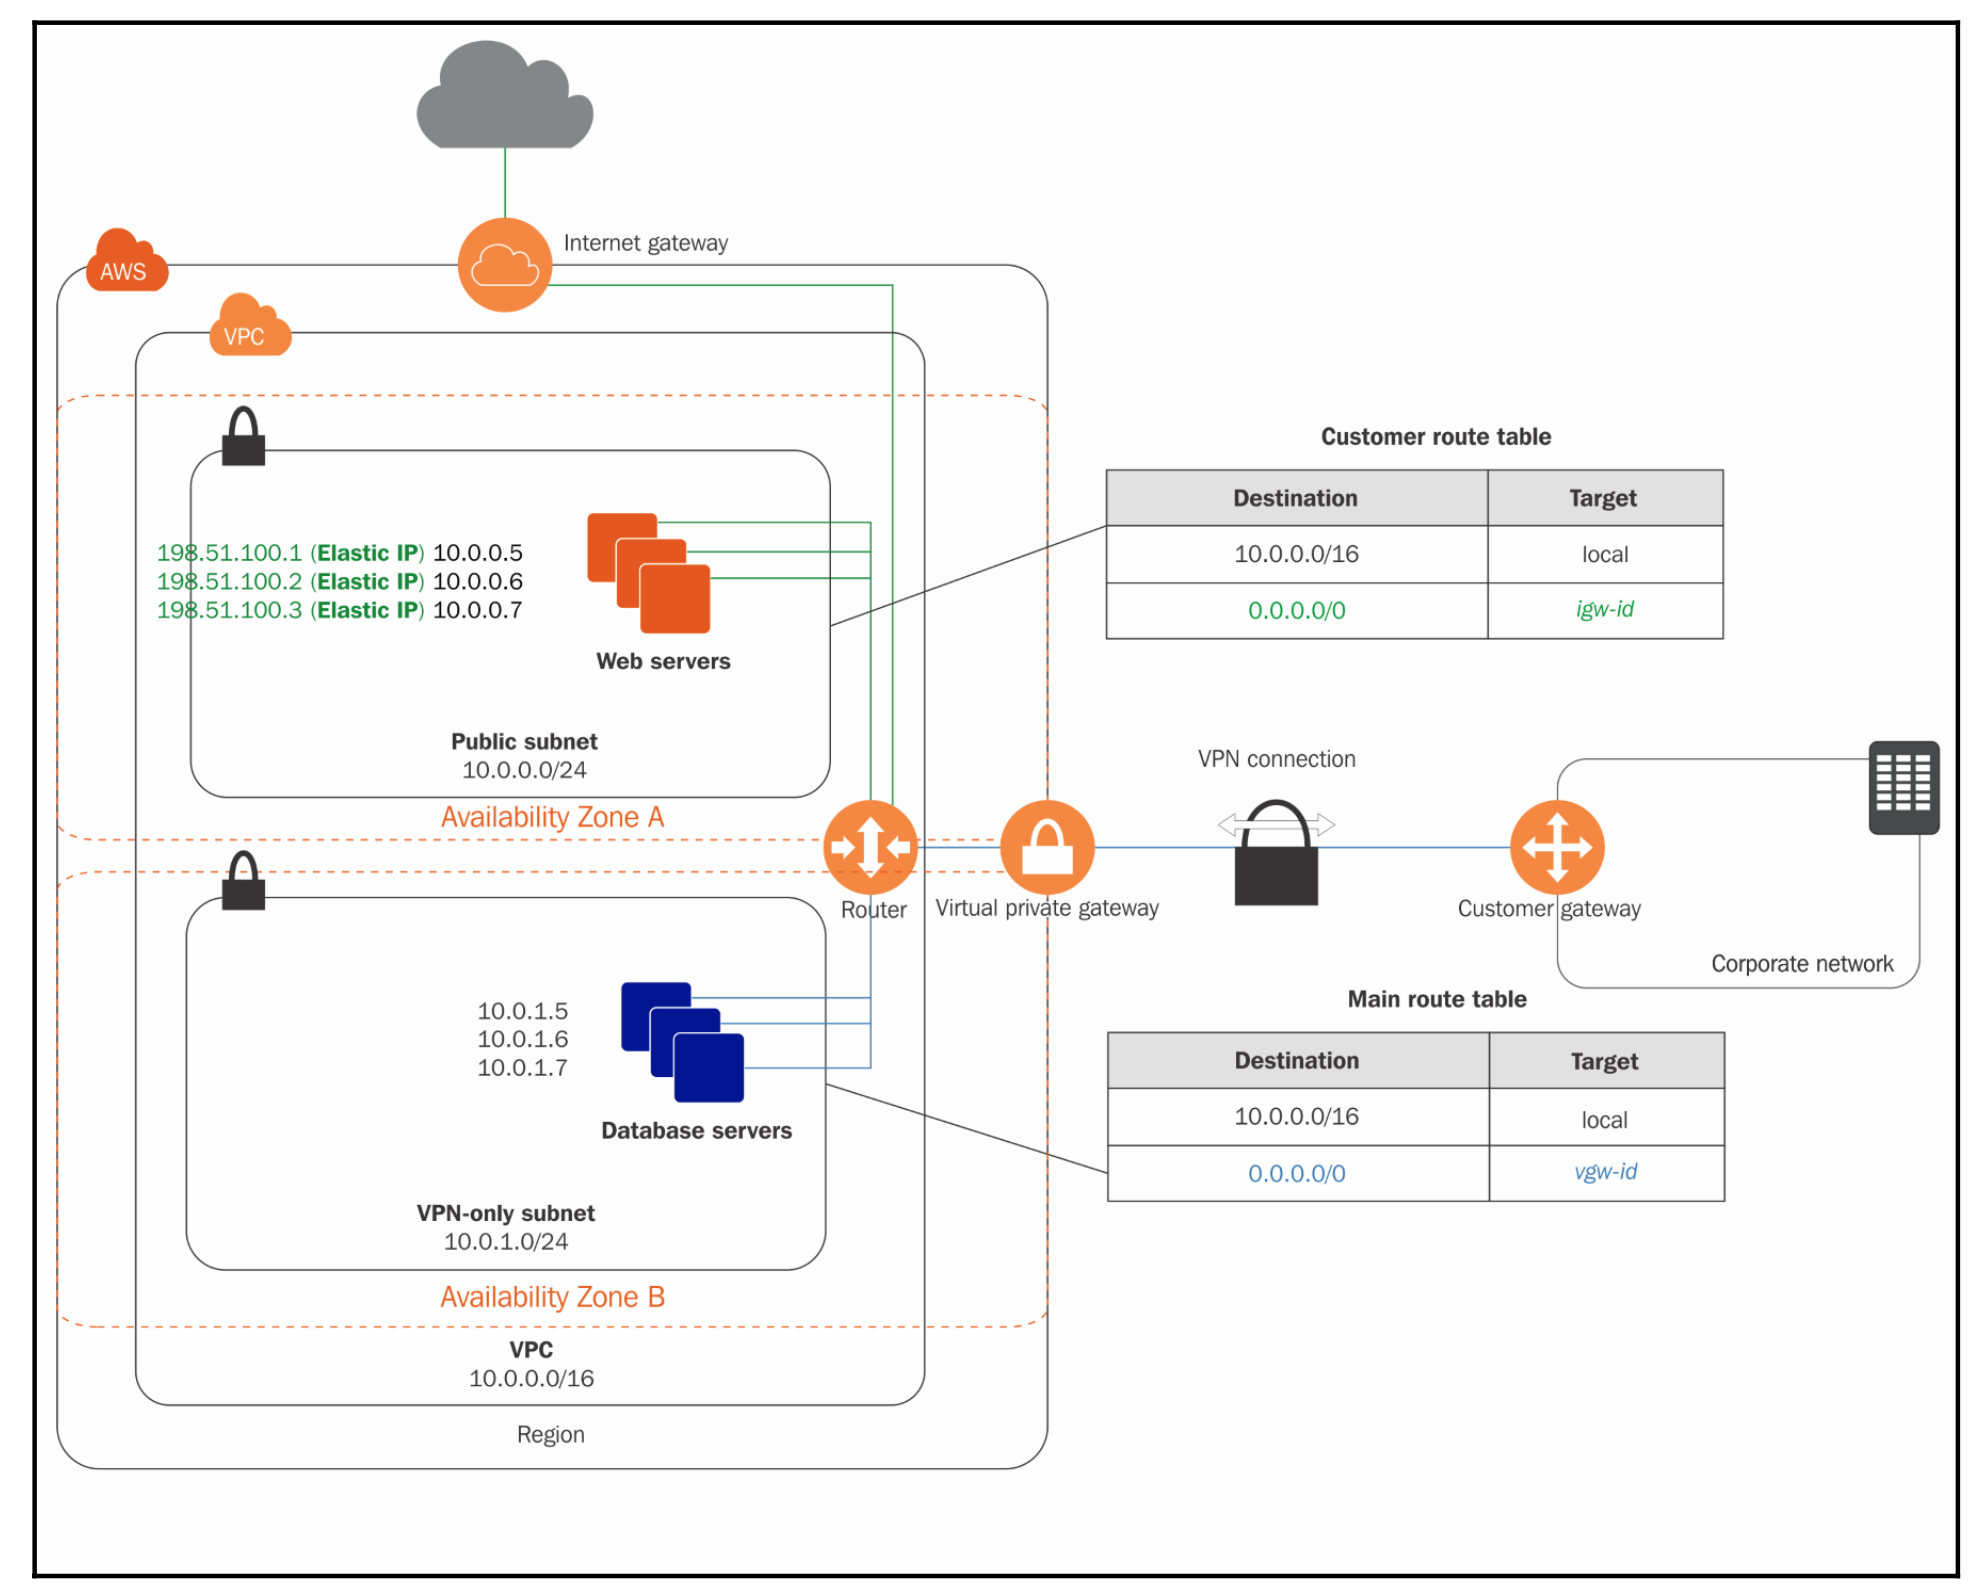 Internet gateway
AWS
VPC
198.51.100.1 (Elastic IP) 10.0.0.5
198.51.100.2 (Elastic IP) 10.0.0.6
198.51.100.3 (Elastic IP) 10.0.0.7
Web servers
Public subnet
10.0.0.0/24
Availability Zone A
Customer route table
Destination Target
10.0.0.0/16 local
0.0.0.0/0 igw-id
VPN connection
Router
Virtual private gateway
Customer gateway
Corporate network
10.0.1.5
10.0.1.6
10.0.1.7
Database servers
VPN-only subnet
10.0.1.0/24
Availability Zone B
Main route table
Destination Target
10.0.0.0/16 local
0.0.0.0/0 vgw-id
VPC
10.0.0.0/16
Region